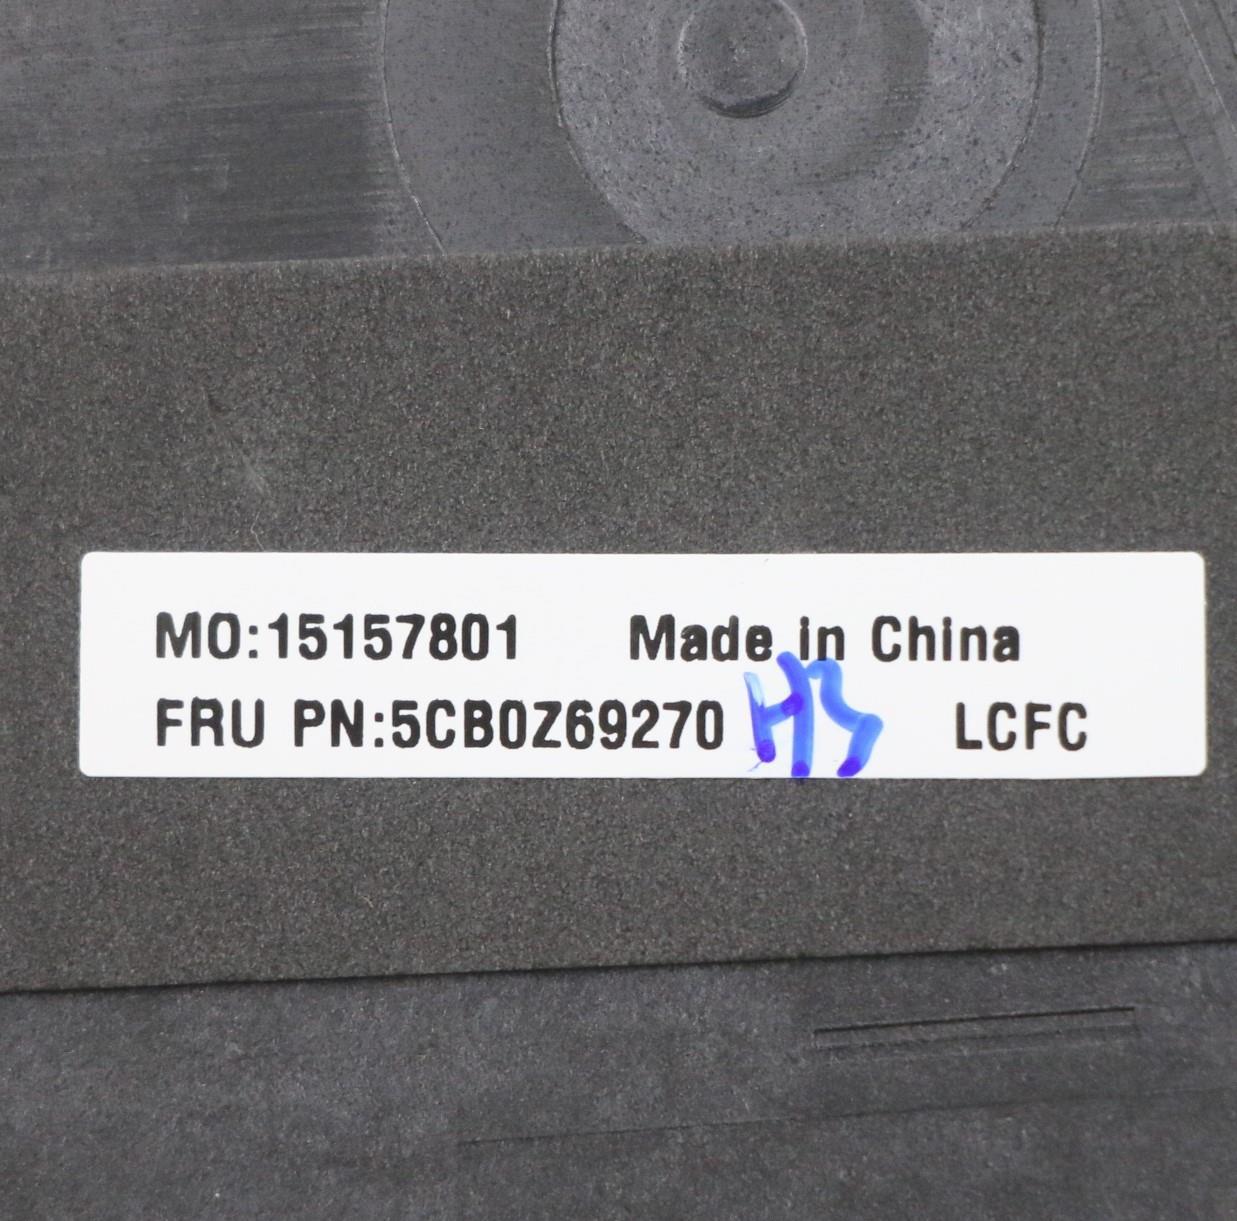 MO:15157801 Made in China
FRU PN:5CB0Z69270 H3 LCFC